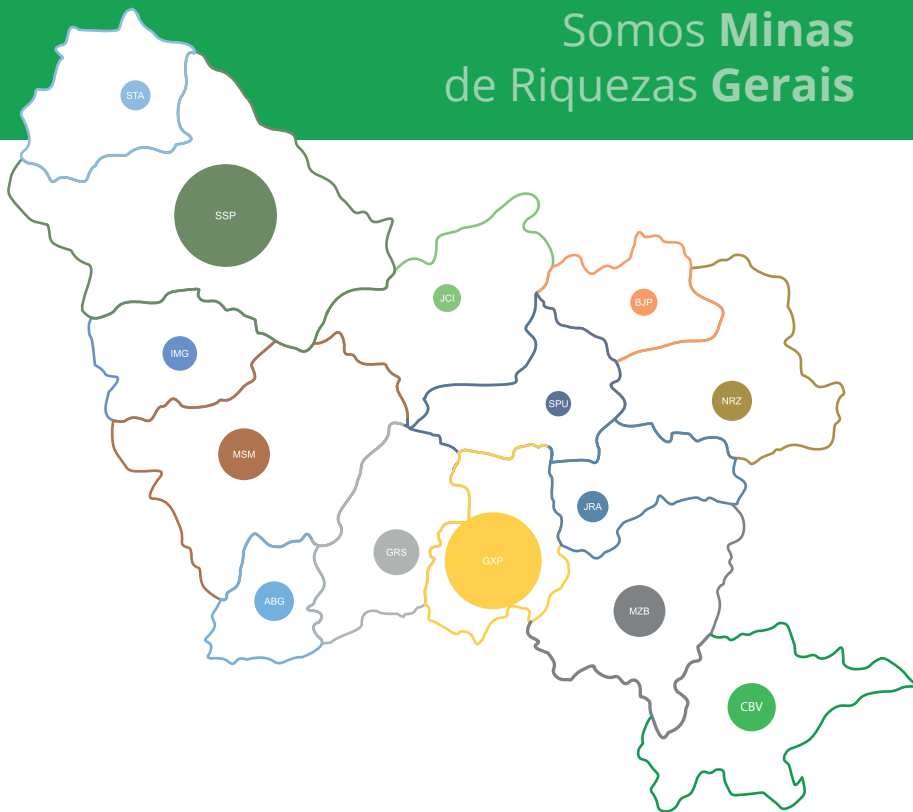 Somos Minas
de Riquezas Gerais
STA
SSP
JCI
BJP
IMG
NRZ
SPU
MSM
JRA
GRS
GXP
ABG
MZB
CBV